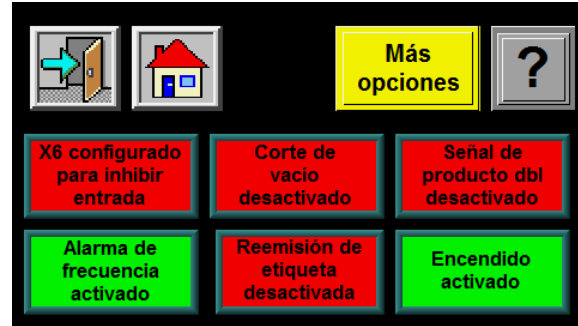 Más
opciones
?
X6 configurado
para inhibir
entrada
Corte de
vacio
desactivado
Señal de
producto dbl
desactivado
Alarma de
frecuencia
activado
Reemisión de
etiqueta
desactivada
Encendido
activado